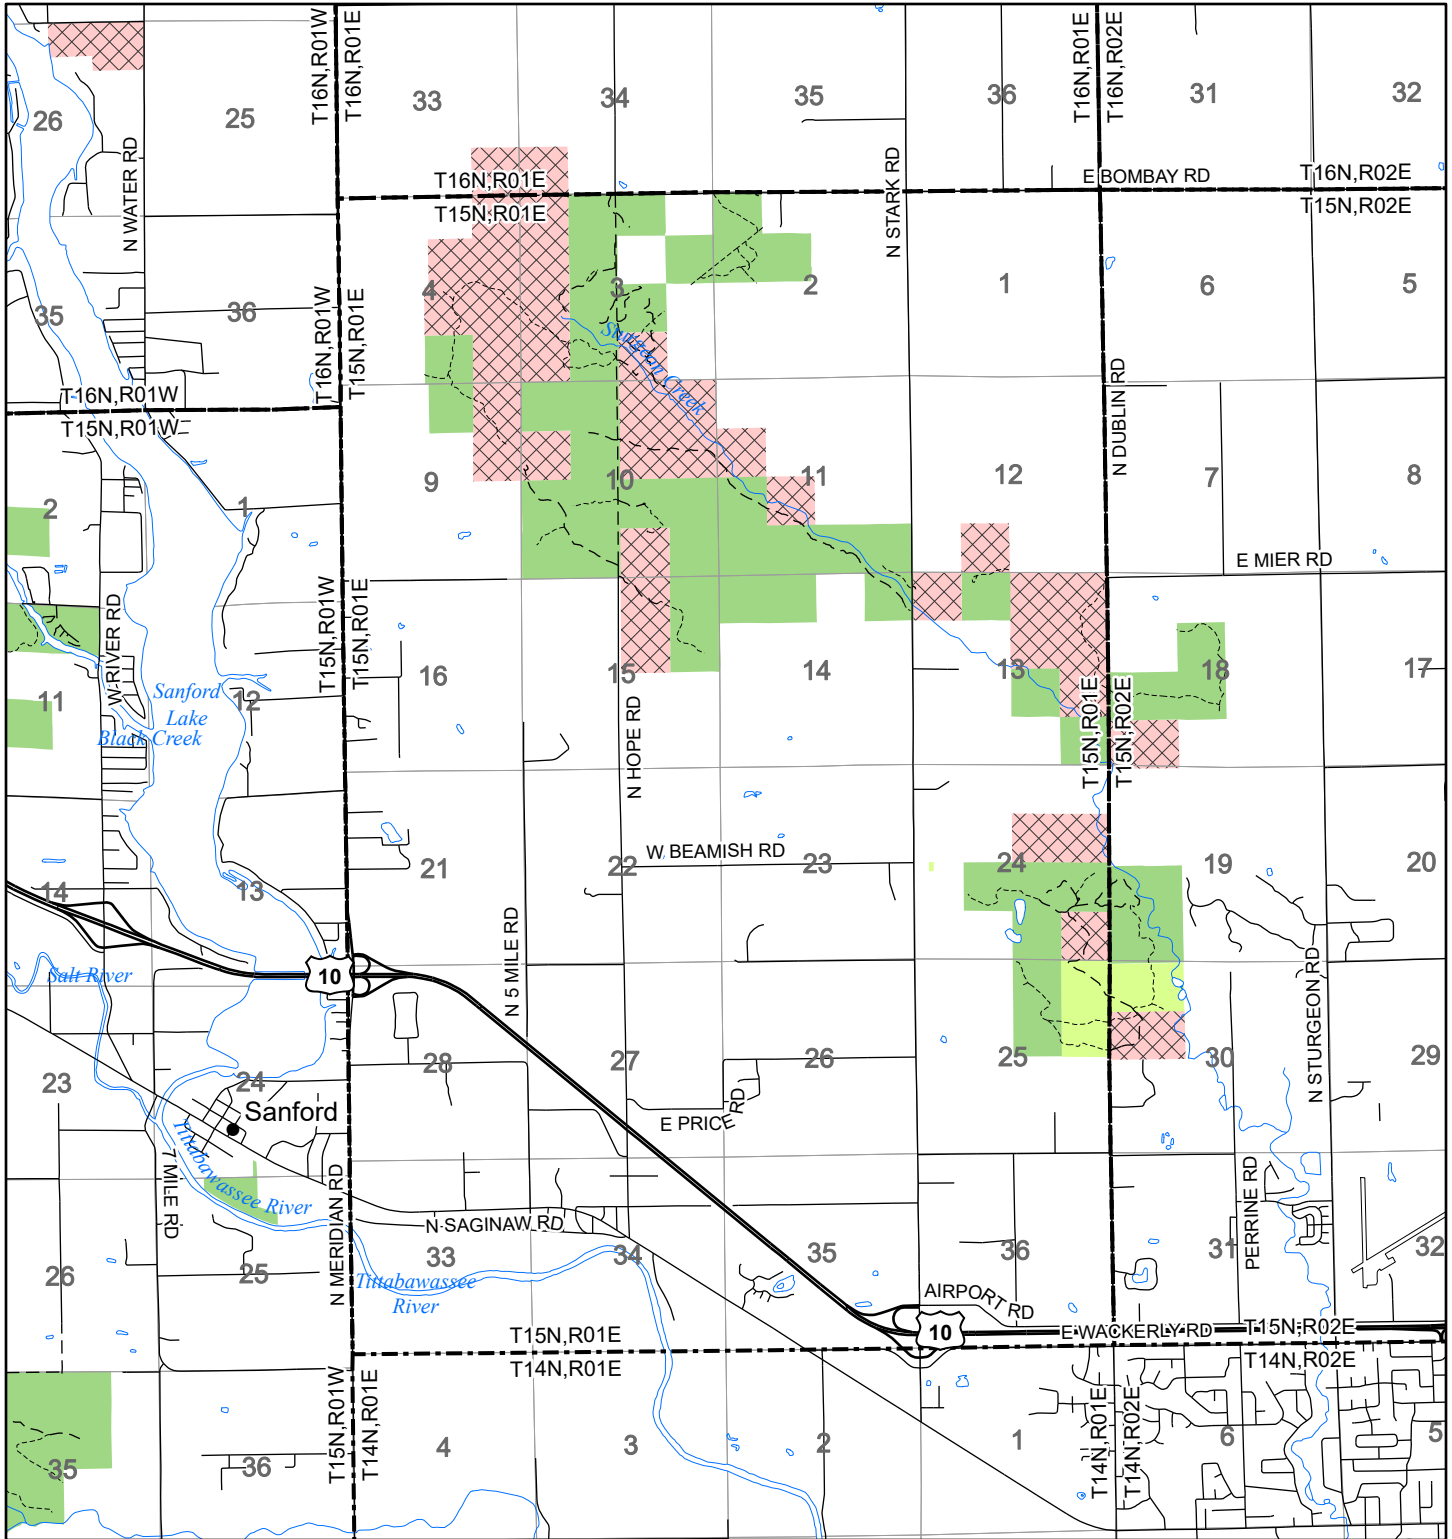 T16N,R01W
T16N,R01E
T16N,R01E
T16N,R02E
26
25
33
34
35
36
31
32
N WATER RD
N STARK RD
T16N,R01E
E BOMBAY RD
T16N,R02E
T15N,R01E
T15N,R02E
35
36
T16N,R01W
T15N,R01E
4
3
2
1
6
5
Sturgeon Creek
N DUBLIN RD
T16N,R01W
T15N,R01W
2
1
9
10
11
12
7
8
E MIER RD
T15N,R01W
T15N,R01E
W RIVER RD
11
12
16
15
14
13
18
17
Sanford
Lake
Black Creek
N HOPE RD
T15N,R01E
T15N,R02E
W BEAMISH RD
14
13
21
22
23
24
19
20
N 5 MILE RD
Salt River
10
N STURGEON RD
23
24
28
27
26
25
30
29
Sanford
E PRICE RD
Tittabawassee River
7 MILE RD
N MERIDIAN RD
N SAGINAW RD
PERRINE RD
26
25
33
34
35
36
31
32
Tittabawassee
River
AIRPORT RD
10
T15N,R01E
E WACKERLY RD
T15N,R02E
T14N,R01E
T14N,R02E
T15N,R01W
T14N,R01E
T14N,R01E
T14N,R02E
35
36
4
3
2
1
6
5